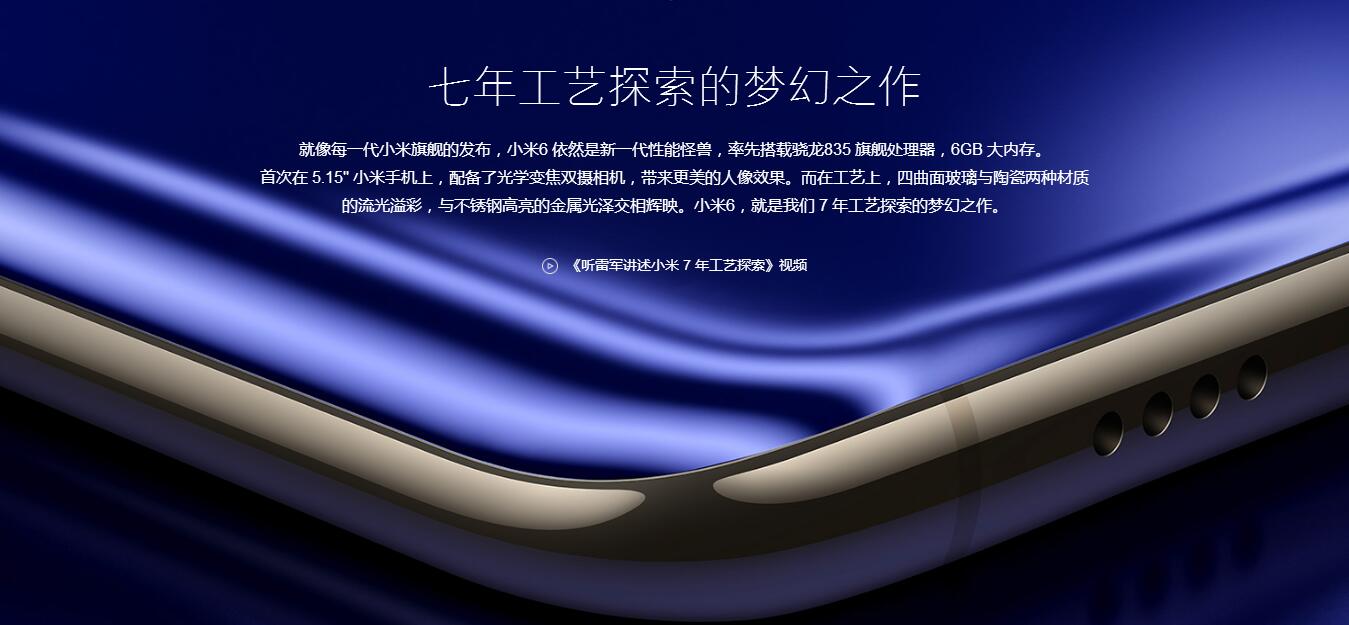 七年工艺探索的梦幻之作
就像每一代小米旗舰的发布，小米6 依然是新一代性能怪兽，率先搭载骁龙835 旗舰处理器，6GB 大内存。
首次在 5.15" 小米手机上，配备了光学变焦双摄相机，带来更美的人像效果。而在工艺上，四曲面玻璃与陶瓷两种材质
的流光溢彩，与不锈钢高亮的金属光泽交相辉映。小米6，就是我们 7 年工艺探索的梦幻之作。
《听雷军讲述小米 7 年工艺探索》视频